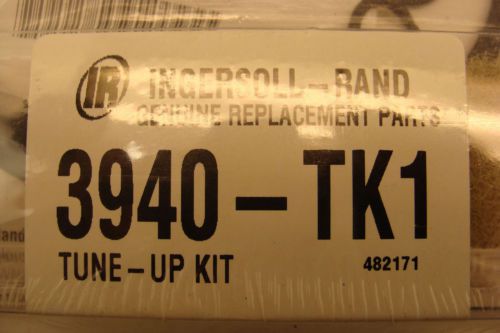 IR INGERSOLL-RAND
GENUINE REPLACEMENT PARTS
3940-TK1
TUNE-UP KIT 482171